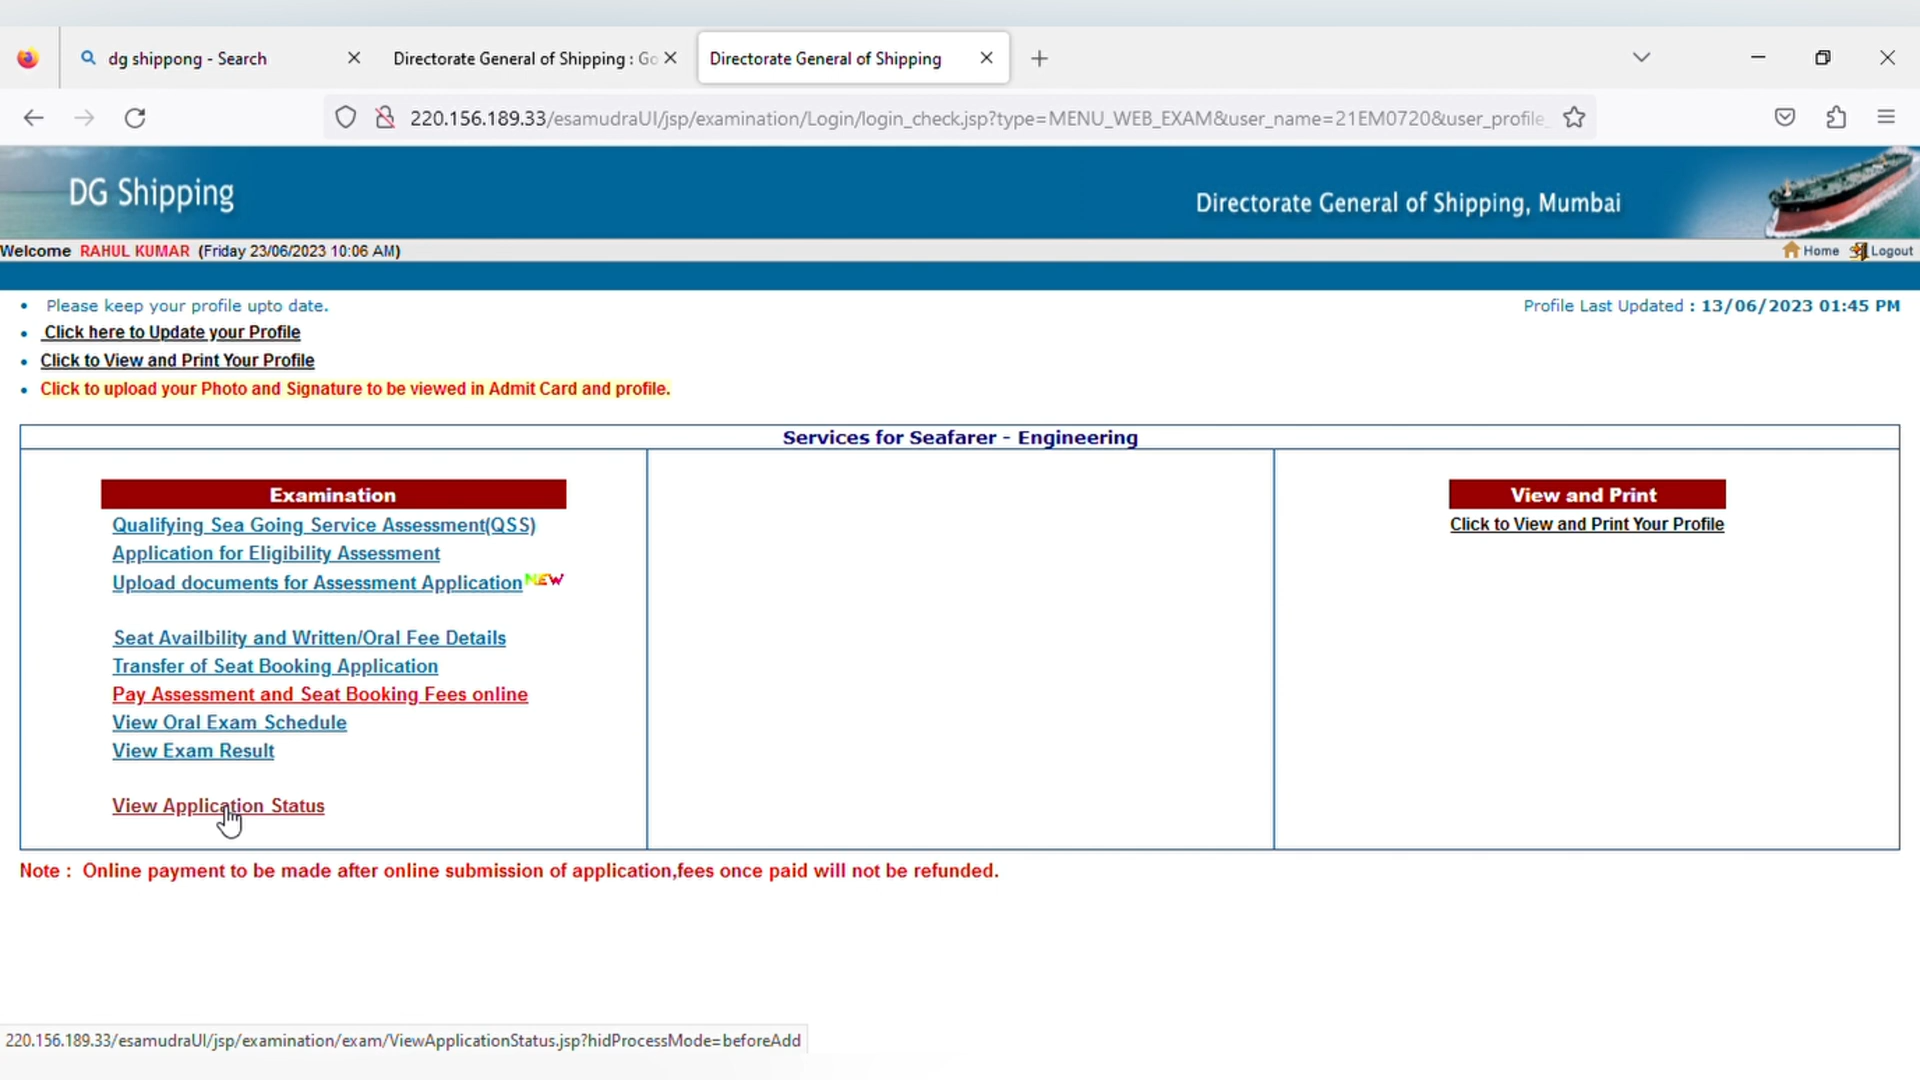 dg shippong - Search
Directorate General of Shipping : Go
Directorate General of Shipping
220.156.189.33/esamudraUI/jsp/examination/Login/login_check.jsp?type=MENU_WEB_EXAM&user_name=21EM0720&user_profile_
DG Shipping
Directorate General of Shipping, Mumbai
Welcome RAHUL KUMAR (Friday 23/06/2023 10:06 AM)
Home Logout
• Please keep your profile upto date.
Profile Last Updated : 13/06/2023 01:45 PM
• Click here to Update your Profile
• Click to View and Print Your Profile
• Click to upload your Photo and Signature to be viewed in Admit Card and profile.
Services for Seafarer - Engineering
Examination
Qualifying Sea Going Service Assessment(QSS)
Application for Eligibility Assessment
Upload documents for Assessment Application NEW
Seat Availbility and Written/Oral Fee Details
Transfer of Seat Booking Application
Pay Assessment and Seat Booking Fees online
View Oral Exam Schedule
View Exam Result
View Application Status
View and Print
Click to View and Print Your Profile
Note : Online payment to be made after online submission of application,fees once paid will not be refunded.
220.156.189.33/esamudraUI/jsp/examination/exam/ViewApplicationStatus.jsp?hidProcessMode=beforeAdd